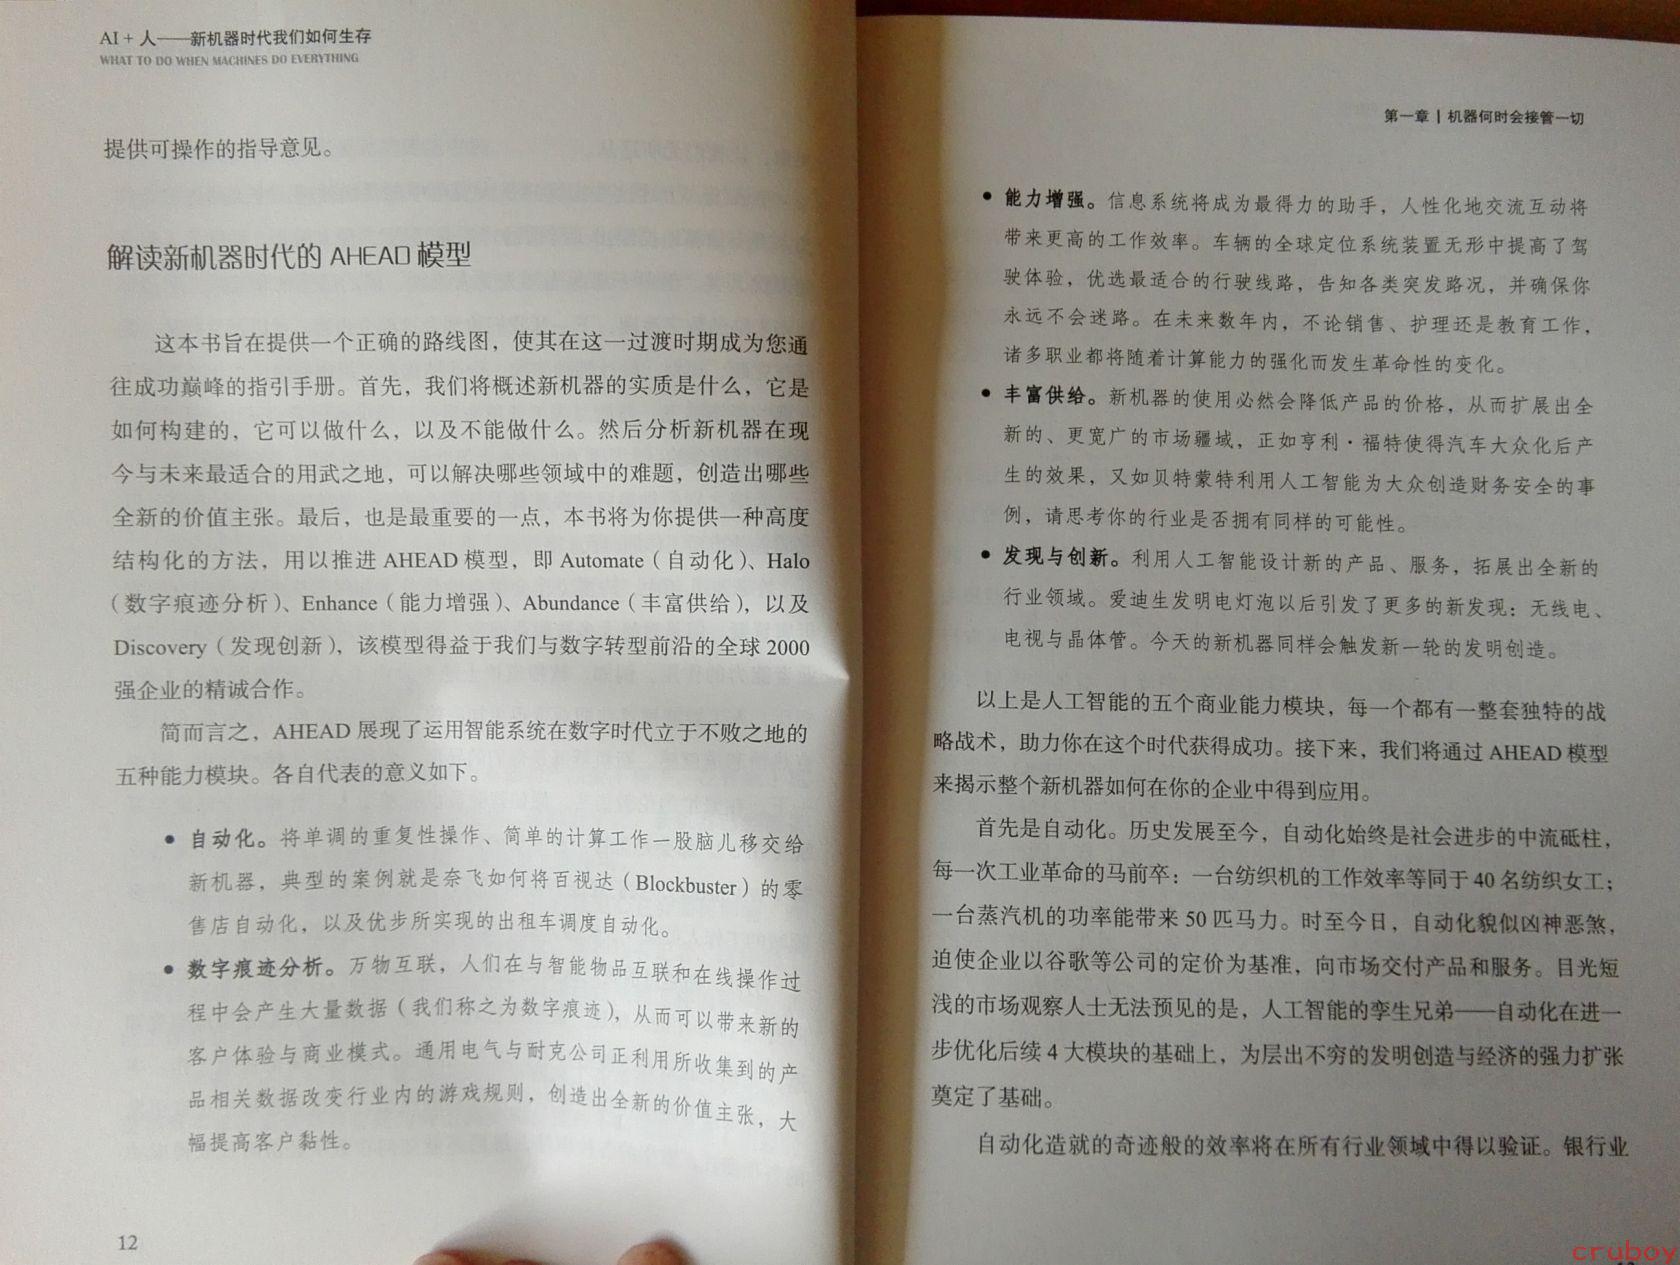 AI + 人——新机器时代我们如何生存
WHAT TO DO WHEN MACHINES DO EVERYTHING
提供可操作的指导意见。
解读新机器时代的 AHEAD 模型
这本书旨在提供一个正确的路线图，使其在这一过渡时期成为您通
往成功巅峰的指引手册。首先，我们将概述新机器的实质是什么，它是
如何构建的，它可以做什么，以及不能做什么。然后分析新机器在现
今与未来最适合的用武之地，可以解决哪些领域中的难题，创造出哪些
全新的价值主张。最后，也是最重要的一点，本书将为你提供一种高度
结构化的方法，用以推进 AHEAD 模型，即 Automate（自动化）、Halo
（数字痕迹分析）、Enhance（能力增强）、Abundance（丰富供给），以及
Discovery（发现创新），该模型得益于我们与数字转型前沿的全球 2000
强企业的精诚合作。
简而言之，AHEAD 展现了运用智能系统在数字时代立于不败之地的
五种能力模块。各自代表的意义如下。
• 自动化。将单调的重复性操作、简单的计算工作一股脑儿移交给
新机器，典型的案例就是奈飞如何将百视达（Blockbuster）的零
售店自动化，以及优步所实现的出租车调度自动化。
• 数字痕迹分析。万物互联，人们在与智能物品互联和在线操作过
程中会产生大量数据（我们称之为数字痕迹），从而可以带来新的
客户体验与商业模式。通用电气与耐克公司正利用所收集到的产
品相关数据改变行业内的游戏规则，创造出全新的价值主张，大
幅提高客户黏性。
12
第一章 | 机器何时会接管一切
• 能力增强。信息系统将成为最得力的助手，人性化地交流互动将
带来更高的工作效率。车辆的全球定位系统装置无形中提高了驾
驶体验，优选最适合的行驶线路，告知各类突发路况，并确保你
永远不会迷路。在未来数年内，不论销售、护理还是教育工作，
诸多职业都将随着计算能力的强化而发生革命性的变化。
• 丰富供给。新机器的使用必然会降低产品的价格，从而扩展出全
新的、更宽广的市场疆域，正如亨利·福特使得汽车大众化后产
生的效果，又如贝特蒙特利用人工智能为大众创造财务安全的事
例，请思考你的行业是否拥有同样的可能性。
• 发现与创新。利用人工智能设计新的产品、服务，拓展出全新的
行业领域。爱迪生发明电灯泡以后引发了更多的新发现：无线电、
电视与晶体管。今天的新机器同样会触发新一轮的发明创造。
以上是人工智能的五个商业能力模块，每一个都有一整套独特的战
略战术，助力你在这个时代获得成功。接下来，我们将通过 AHEAD 模型
来揭示整个新机器如何在你的企业中得到应用。
首先是自动化。历史发展至今，自动化始终是社会进步的中流砥柱，
每一次工业革命的马前卒：一台纺织机的工作效率等同于 40 名纺织女工；
一台蒸汽机的功率能带来 50 匹马力。时至今日，自动化貌似凶神恶煞，
迫使企业以谷歌等公司的定价为基准，向市场交付产品和服务。目光短
浅的市场观察人士无法预见的是，人工智能的孪生兄弟——自动化在进一
步优化后续 4 大模块的基础上，为层出不穷的发明创造与经济的强力扩张
奠定了基础。
自动化造就的奇迹般的效率将在所有行业领域中得以验证。银行业
cruboy